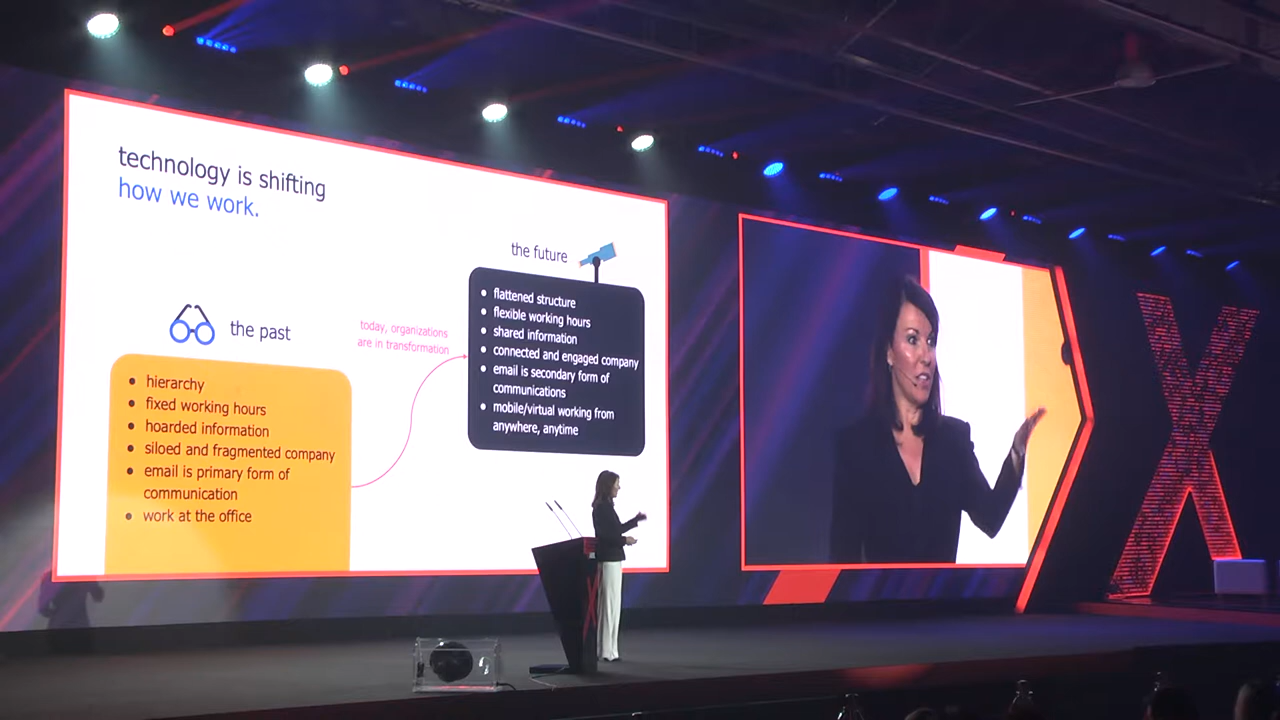 technology is shifting
how we work.
the past
• hierarchy
• fixed working hours
• hoarded information
• siloed and fragmented company
• email is primary form of
communication
• work at the office
today, organizations
are in transformation
the future
• flattened structure
• flexible working hours
• shared information
• connected and engaged company
• email is secondary form of
communications
• mobile/virtual working from
anywhere, anytime
X